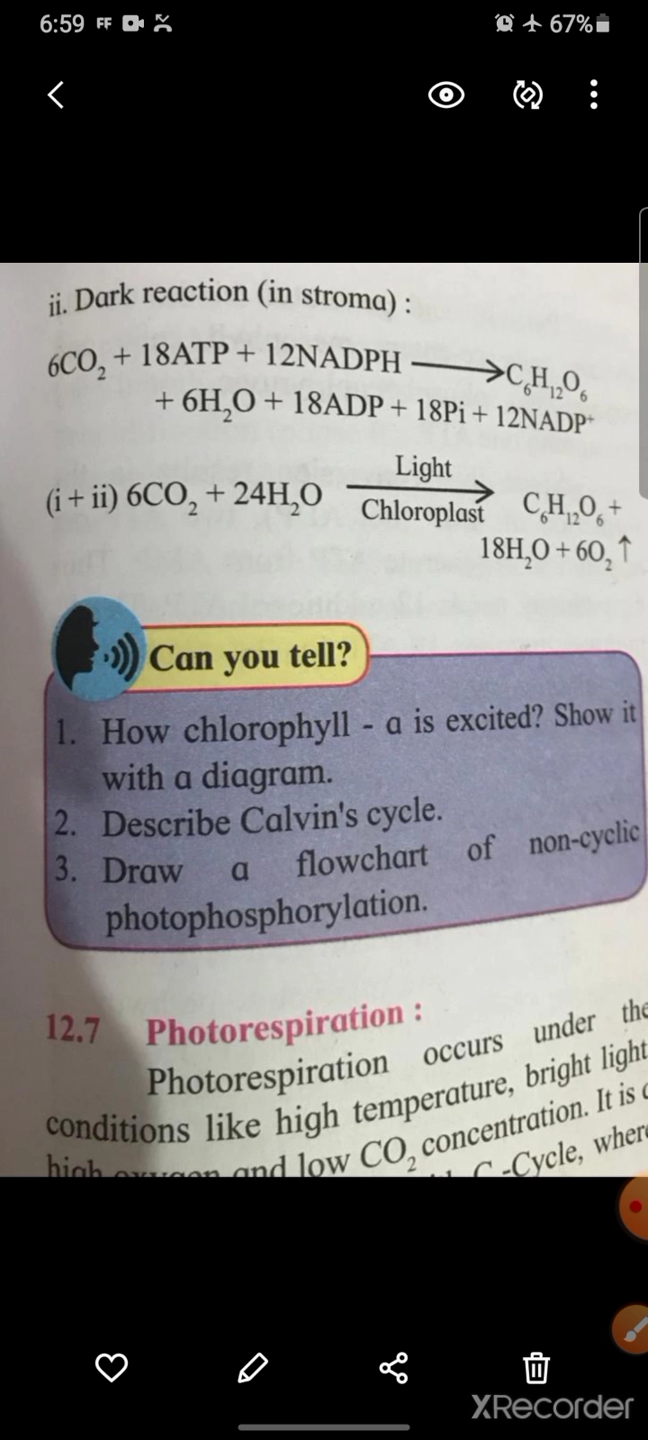 6:59 FF 67%
ii. Dark reaction (in stroma) :
6CO₂ + 18ATP + 12NADPH ⟶ C₆H₁₂O₆
+ 6H₂O + 18ADP + 18Pi + 12NADP⁺
Light
(i + ii) 6CO₂ + 24H₂O ⟶ C₆H₁₂O₆ +
Chloroplast
18H₂O + 6O₂ ↑
Can you tell?
1. How chlorophyll - a is excited? Show it
with a diagram.
2. Describe Calvin's cycle.
3. Draw a flowchart of non-cyclic
photophosphorylation.
12.7 Photorespiration :
Photorespiration occurs under the
conditions like high temperature, bright light
high oxygen and low CO₂ concentration. It is
-Cycle, where
XRecorder